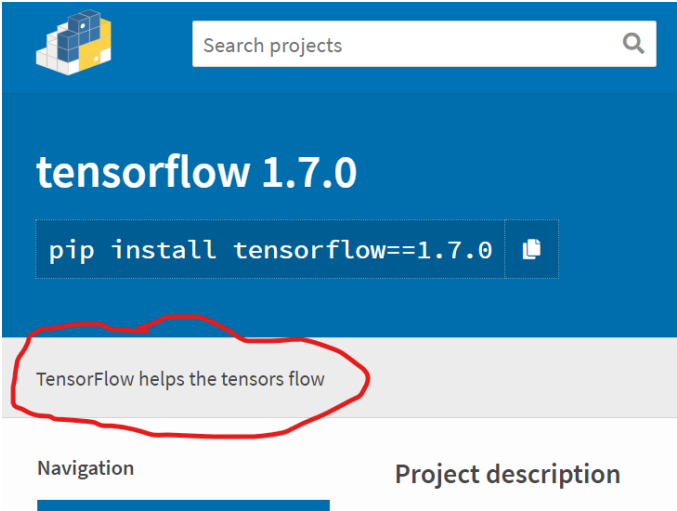 Search projects
tensorflow 1.7.0
pip install tensorflow==1.7.0
TensorFlow helps the tensors flow
Navigation
Project description